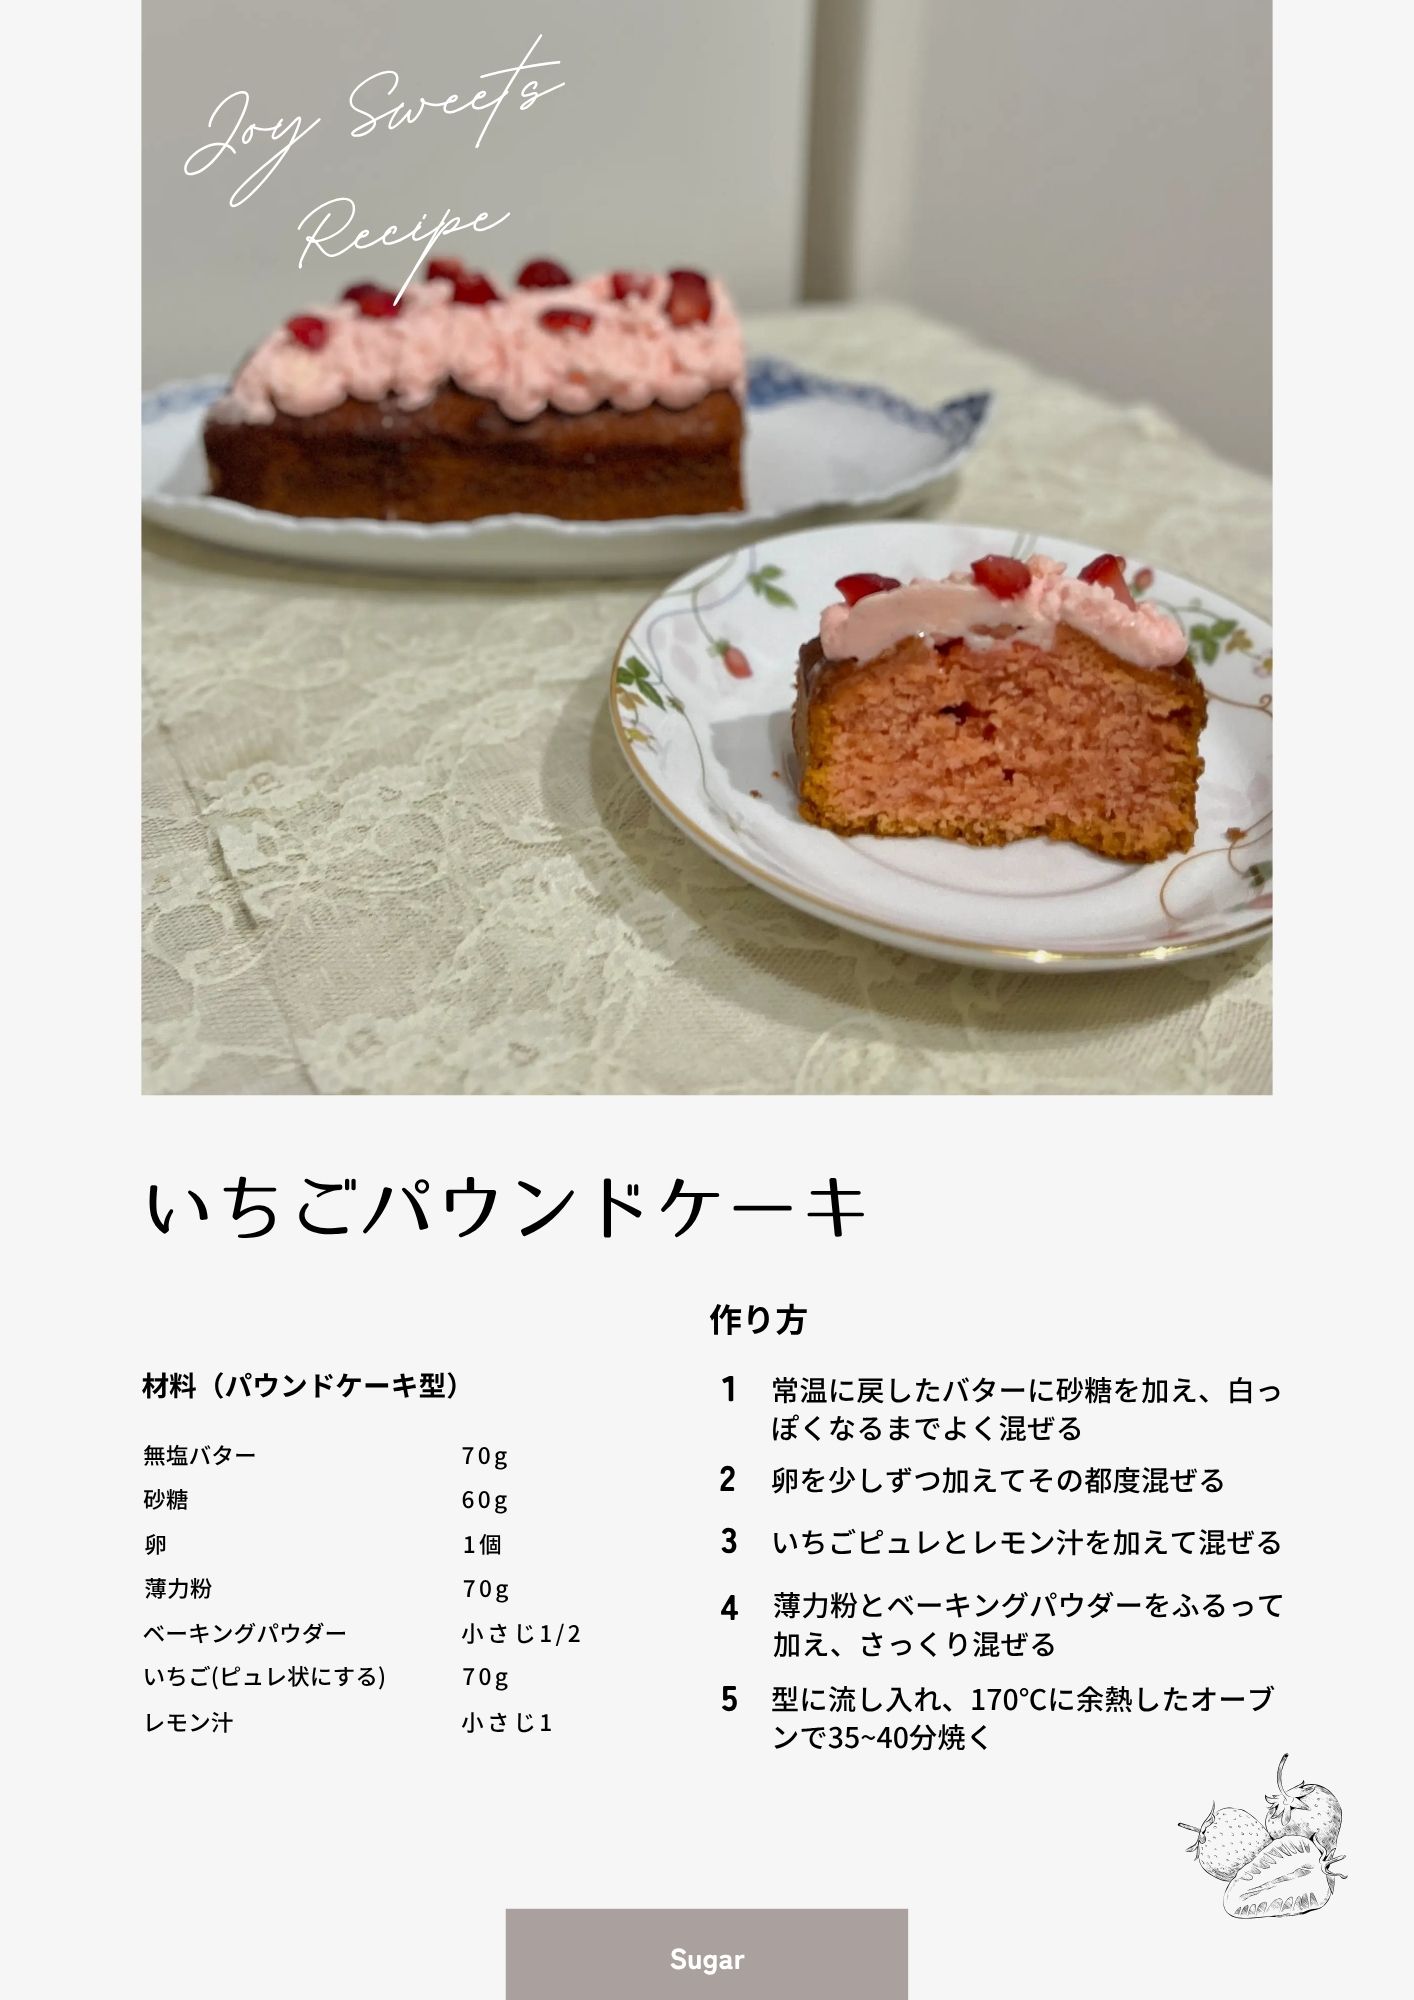 Joy Sweets
Recipe
いちごパウンドケーキ
材料（パウンドケーキ型）
無塩バター 70g
砂糖 60g
卵 1個
薄力粉 70g
ベーキングパウダー 小さじ1/2
いちご(ピュレ状にする) 70g
レモン汁 小さじ1
作り方
1 常温に戻したバターに砂糖を加え、白っ
ぽくなるまでよく混ぜる
2 卵を少しずつ加えてその都度混ぜる
3 いちごピュレとレモン汁を加えて混ぜる
4 薄力粉とベーキングパウダーをふるって
加え、さっくり混ぜる
5 型に流し入れ、170℃に余熱したオーブ
ンで35~40分焼く
Sugar